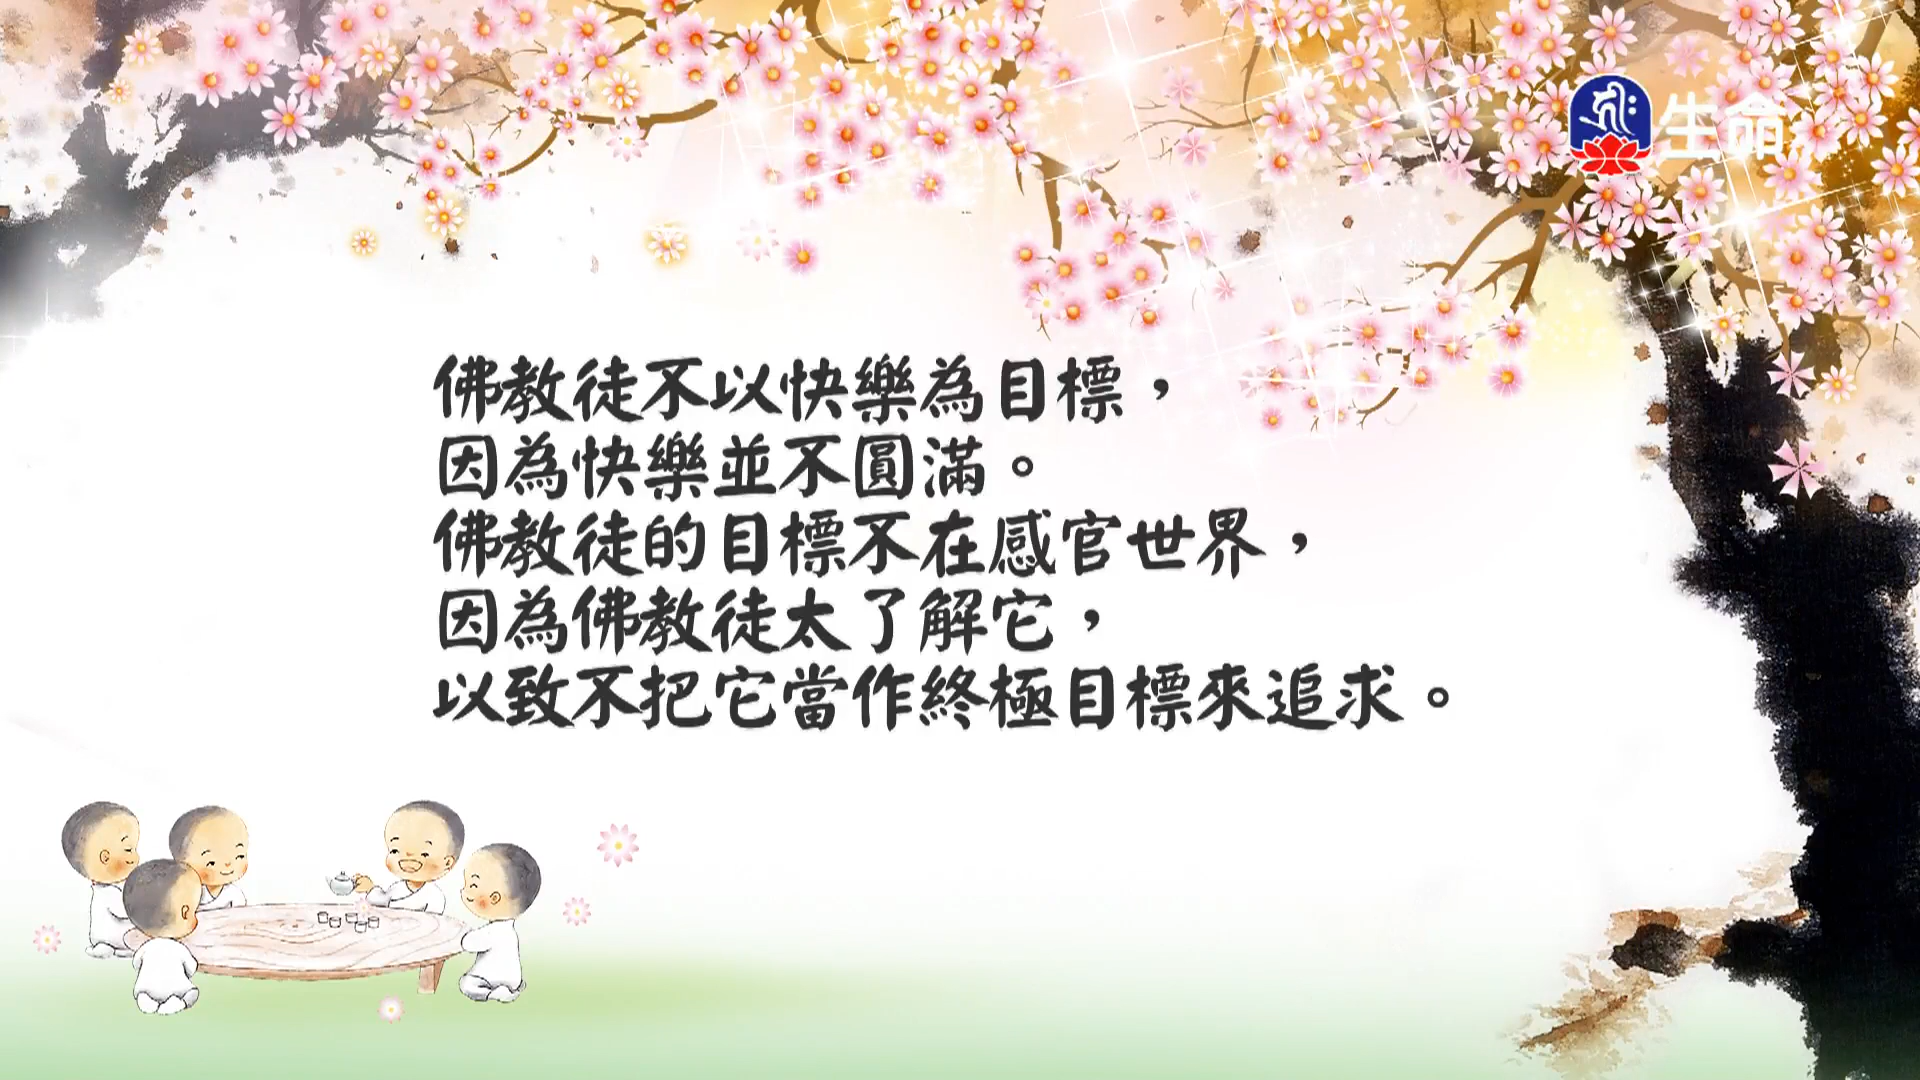 生命
佛教徒不以快樂為目標，
因為快樂並不圓滿。
佛教徒的目標不在感官世界，
因為佛教徒太了解它，
以致不把它當作終極目標來追求。